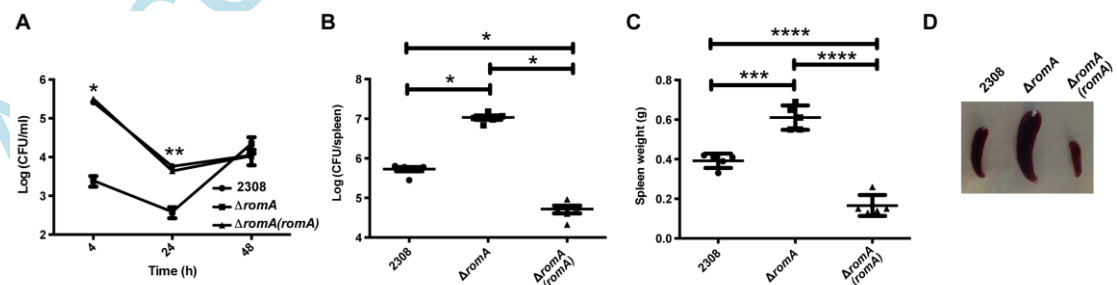 A
Log (CFU/ml)
6
5
4
3
2
*
**
2308
ΔromA
ΔromA(romA)
4
24
48
Time (h)
B
Log (CFU/spleen)
8
7
6
5
4
*
*
*
2308
ΔromA
ΔromA
(romA)
C
Spleen weight (g)
0.8
0.6
0.4
0.2
0.0
****
****
***
2308
ΔromA
ΔromA
(romA)
D
2308
ΔromA
ΔromA
(romA)